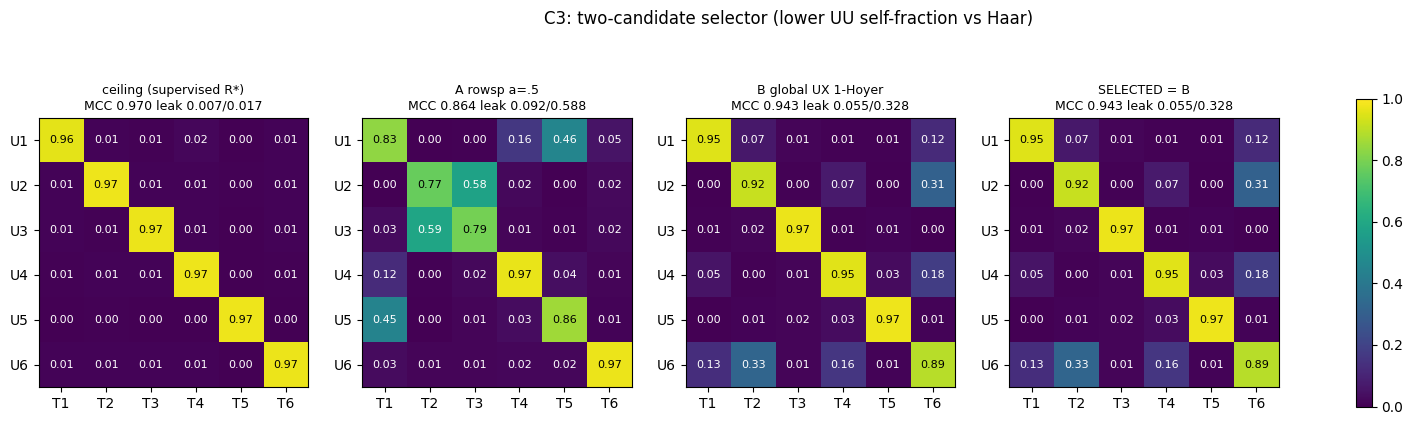 C3: two-candidate selector (lower UU self-fraction vs Haar)
ceiling (supervised R*)
MCC 0.970 leak 0.007/0.017
U1 0.96 0.01 0.01 0.02 0.00 0.01
U2 0.01 0.97 0.01 0.01 0.00 0.01
U3 0.01 0.01 0.97 0.01 0.00 0.01
U4 0.01 0.01 0.01 0.97 0.00 0.01
U5 0.00 0.00 0.01 0.00 0.97 0.00
U6 0.01 0.01 0.01 0.01 0.00 0.97
T1 T2 T3 T4 T5 T6
A rowsp a=.5
MCC 0.864 leak 0.092/0.588
U1 0.83 0.00 0.00 0.16 0.46 0.05
U2 0.00 0.77 0.58 0.02 0.00 0.02
U3 0.03 0.59 0.79 0.01 0.01 0.02
U4 0.12 0.00 0.02 0.97 0.04 0.01
U5 0.45 0.00 0.01 0.03 0.86 0.01
U6 0.03 0.01 0.01 0.02 0.02 0.97
T1 T2 T3 T4 T5 T6
B global UX 1-Hoyer
MCC 0.943 leak 0.055/0.328
U1 0.95 0.07 0.01 0.01 0.01 0.12
U2 0.00 0.92 0.00 0.07 0.00 0.31
U3 0.01 0.02 0.97 0.01 0.01 0.00
U4 0.05 0.00 0.01 0.95 0.03 0.18
U5 0.00 0.01 0.02 0.03 0.97 0.01
U6 0.13 0.33 0.01 0.16 0.01 0.89
T1 T2 T3 T4 T5 T6
SELECTED = B
MCC 0.943 leak 0.055/0.328
U1 0.95 0.07 0.01 0.01 0.01 0.12
U2 0.00 0.92 0.00 0.07 0.00 0.31
U3 0.01 0.02 0.97 0.01 0.01 0.00
U4 0.05 0.00 0.01 0.95 0.03 0.18
U5 0.00 0.01 0.02 0.03 0.97 0.01
U6 0.13 0.33 0.01 0.16 0.01 0.89
T1 T2 T3 T4 T5 T6
1.0
0.8
0.6
0.4
0.2
0.0